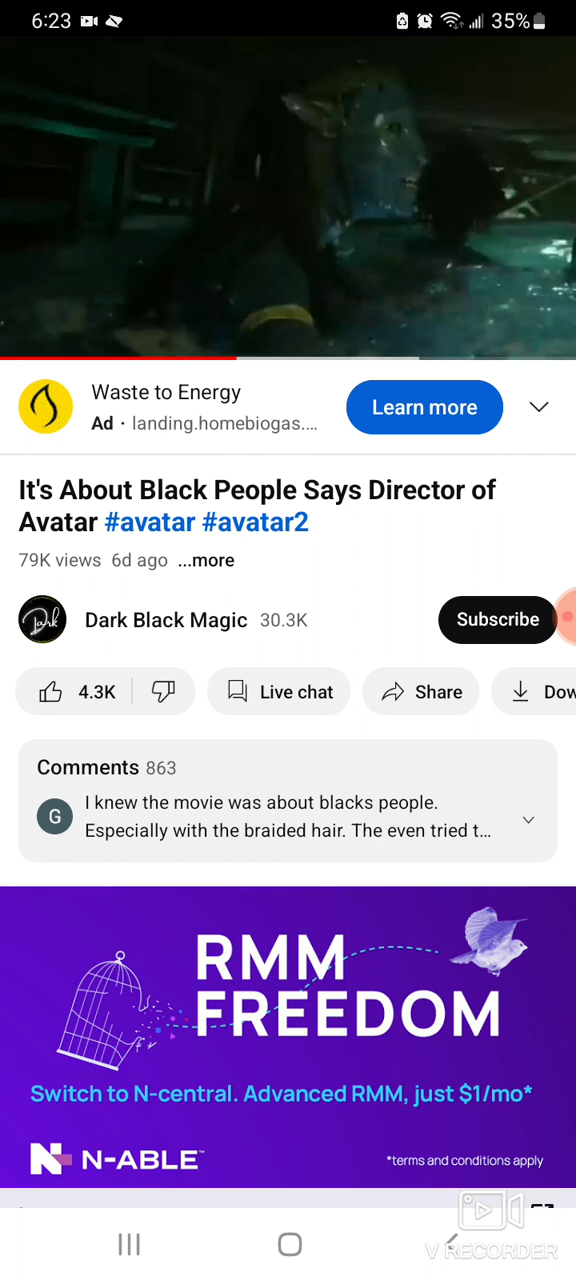 6:23
35%
Waste to Energy
Ad · landing.homebiogas....
Learn more
It's About Black People Says Director of
Avatar #avatar #avatar2
79K views 6d ago ...more
Dark
Dark Black Magic 30.3K
Subscribe
4.3K
Live chat
Share
Dow
Comments 863
G
I knew the movie was about blacks people.
Especially with the braided hair. The even tried t...
RMM
FREEDOM
Switch to N-central. Advanced RMM, just $1/mo*
N N-ABLE™
*terms and conditions apply
V RECORDER